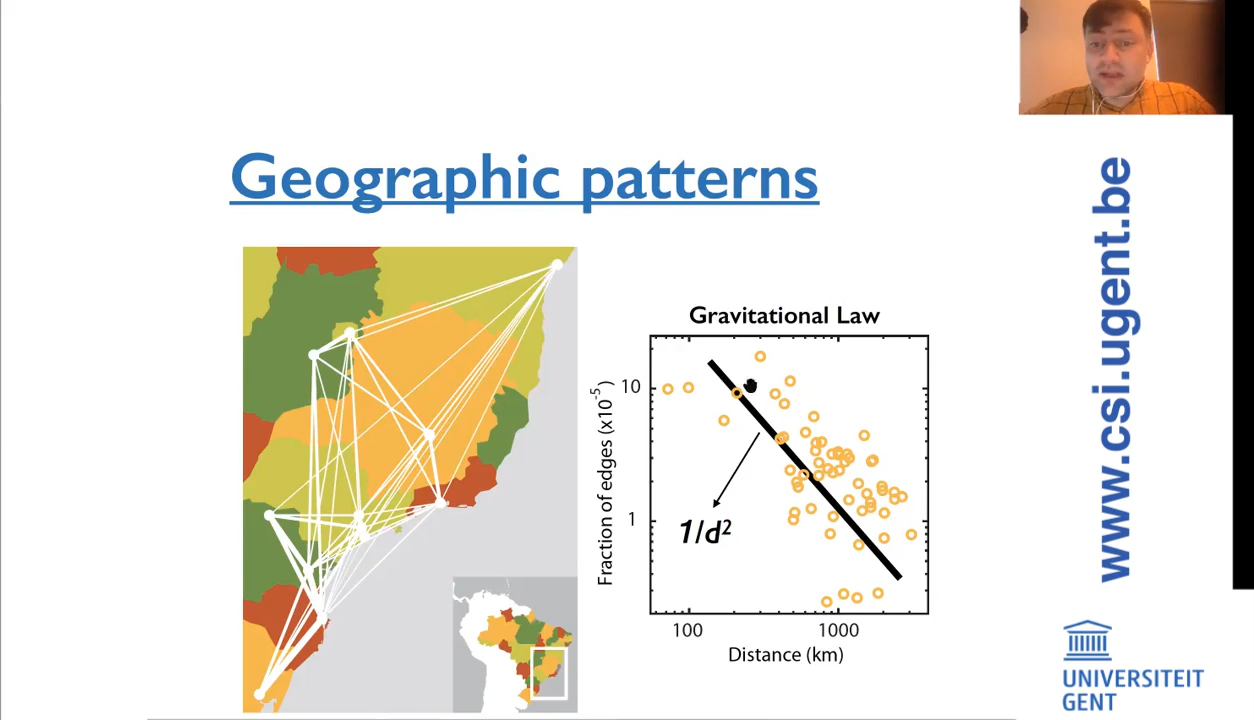 Geographic patterns
Gravitational Law
Fraction of edges (x10⁻⁵)
10
1
1/d²
100
1000
Distance (km)
www.csi.ugent.be
UNIVERSITEIT
GENT